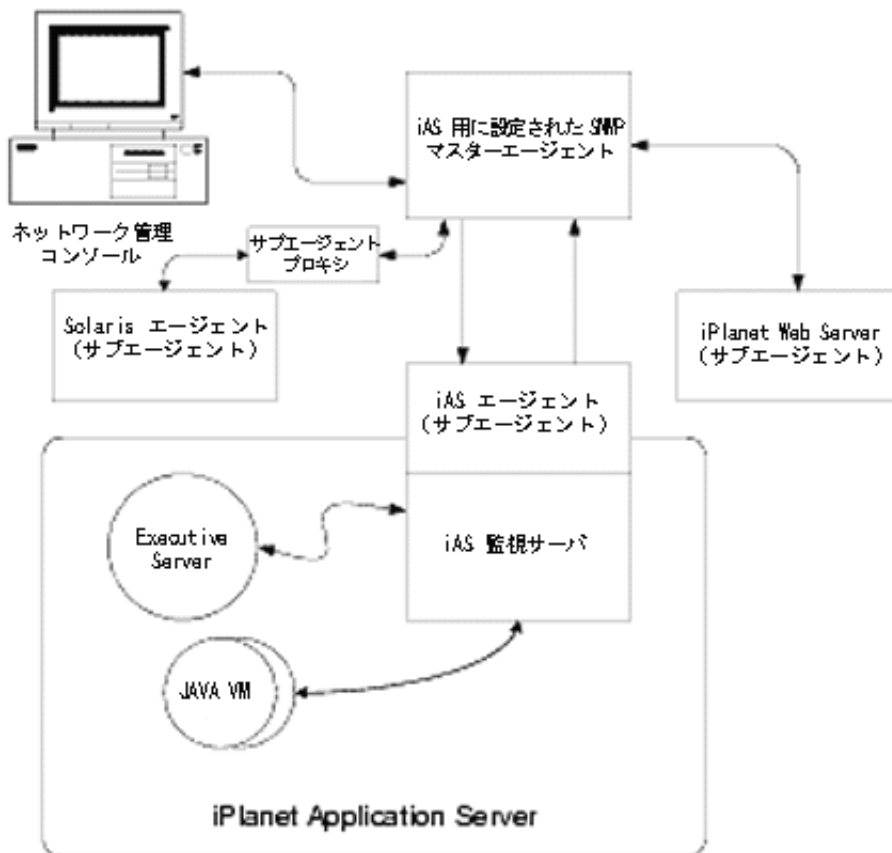 iAS 用に設定された SNMP
マスターエージェント
ネットワーク管理
コンソール
サブエージェント
プロキシ
Solaris エージェント
(サブエージェント)
iPlanet Web Server
(サブエージェント)
iAS エージェント
(サブエージェント)
Executive
Server
iAS 監視サーバ
JAVA VM
iPlanet Application Server